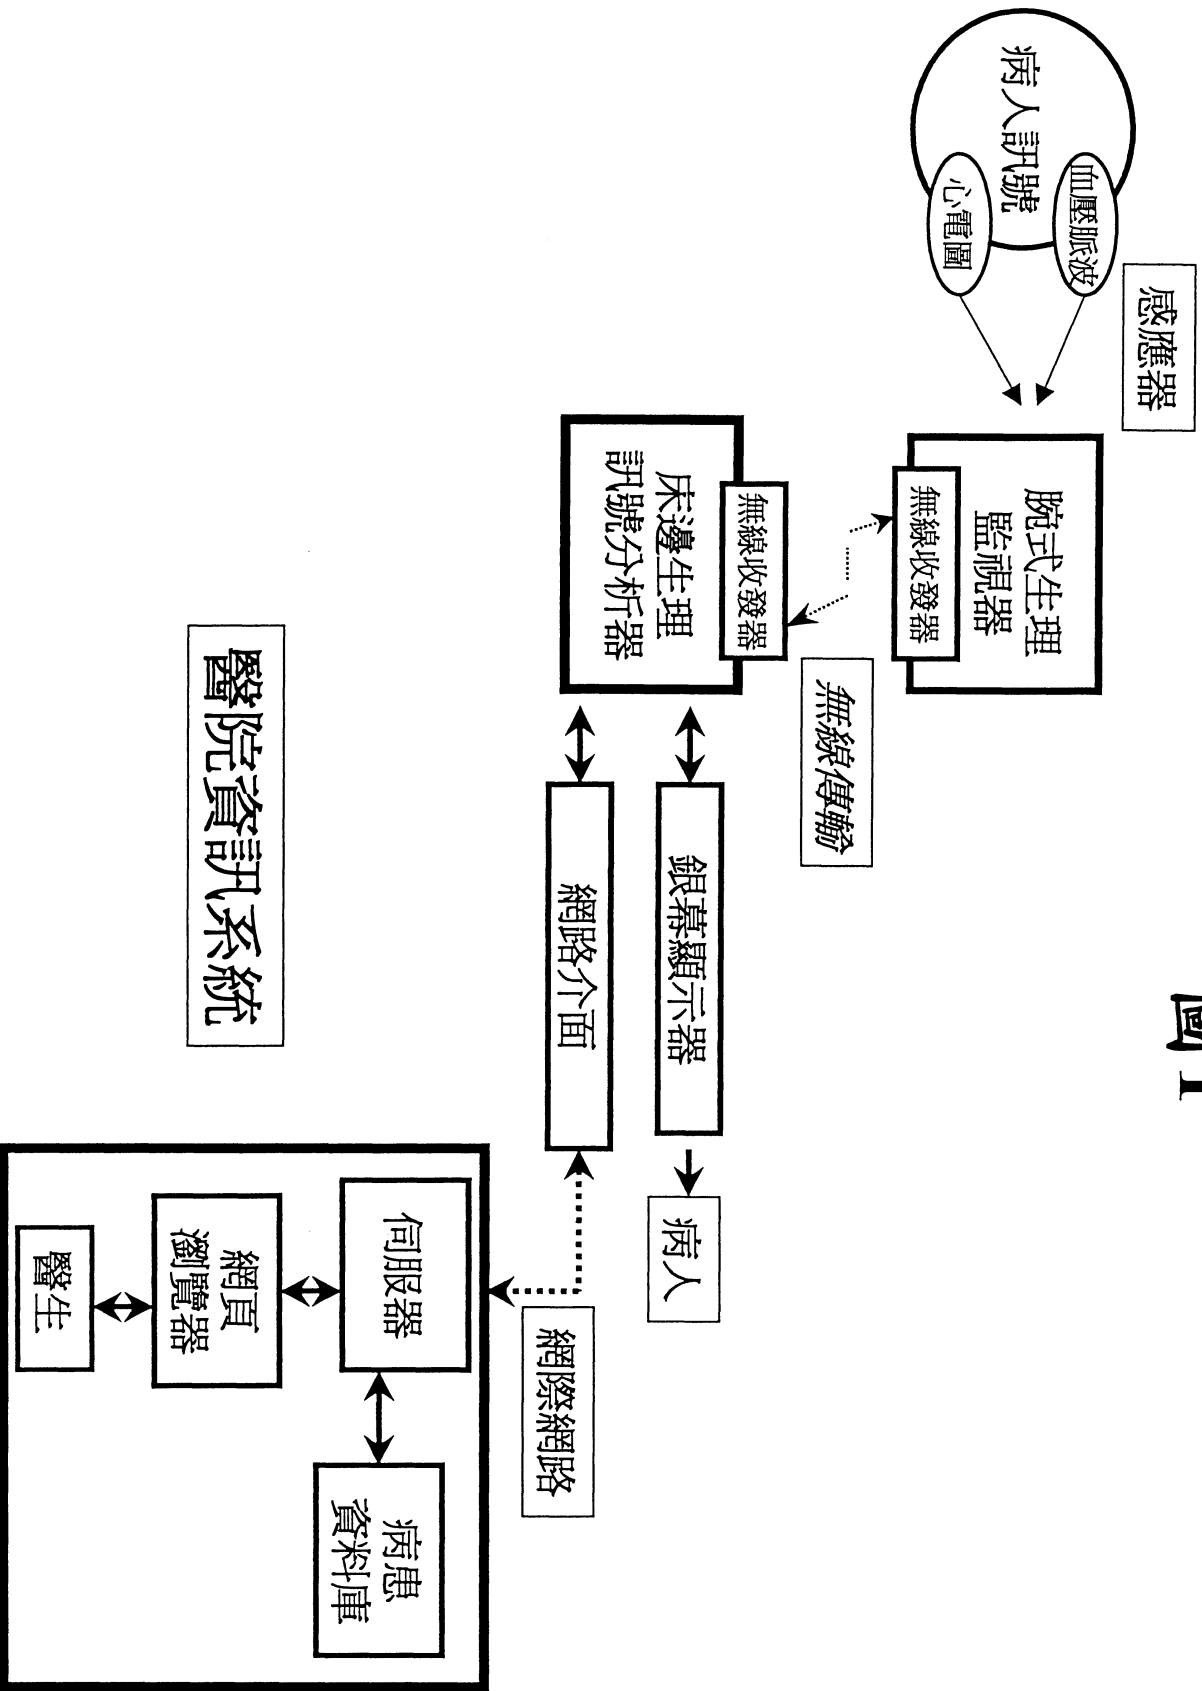 圖1
感應器
病人訊號
血壓脈波
心電圖
腕式生理
監視器
無線收發器
無線傳輸
無線收發器
床邊生理
訊號分析器
銀幕顯示器
病人
網路介面
網際網路
醫院資訊系統
伺服器
病患
資料庫
網頁
瀏覽器
醫生